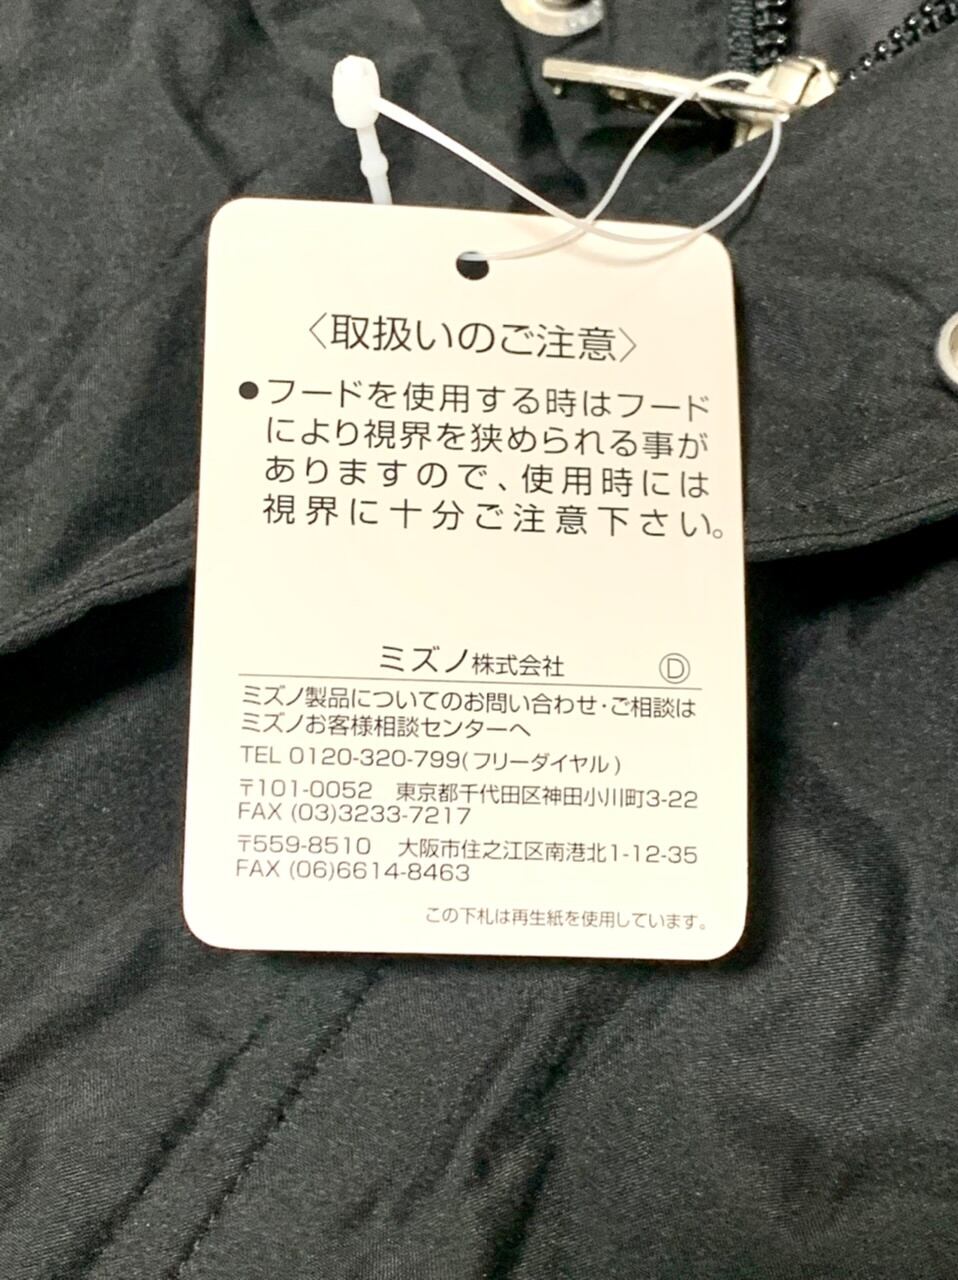 〈取扱いのご注意〉
●フードを使用する時はフード
により視界を狭められる事が
ありますので、使用時には
視界に十分ご注意下さい。
ミズノ株式会社 Ⓓ
ミズノ製品についてのお問い合わせ・ご相談は
ミズノお客様相談センターへ
TEL 0120-320-799(フリーダイヤル)
〒101-0052 東京都千代田区神田小川町3-22
FAX (03)3233-7217
〒559-8510 大阪市住之江区南港北1-12-35
FAX (06)6614-8463
この下札は再生紙を使用しています。